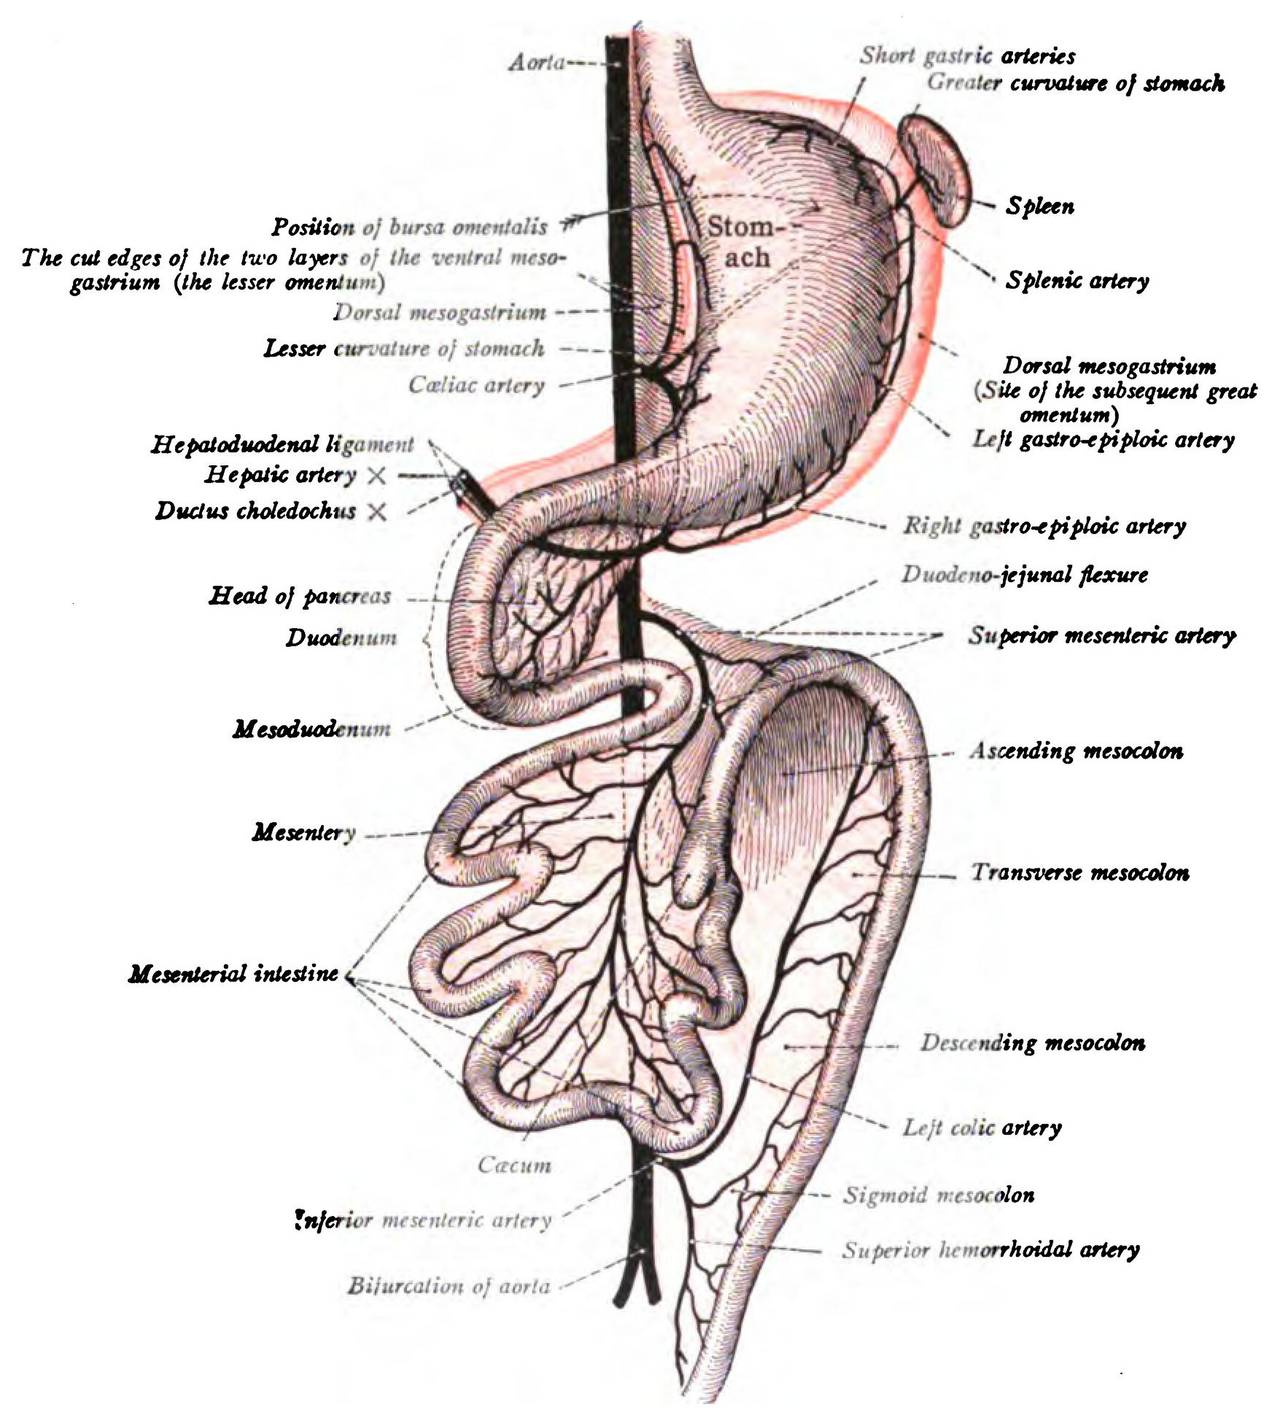 Aorta
Short gastric arteries
Greater curvature of stomach
Spleen
Position of bursa omentalis
Stom-
ach
The cut edges of the two layers of the ventral meso-
gastrium (the lesser omentum)
Splenic artery
Dorsal mesogastrium
Lesser curvature of stomach
Cœliac artery
Dorsal mesogastrium
(Site of the subsequent great
omentum)
Left gastro-epiploic artery
Hepatoduodenal ligament
Hepatic artery ×
Ductus choledochus ×
Right gastro-epiploic artery
Duodeno-jejunal flexure
Head of pancreas
Duodenum
Superior mesenteric artery
Mesoduodenum
Ascending mesocolon
Mesentery
Transverse mesocolon
Mesenterial intestine
Descending mesocolon
Left colic artery
Cæcum
Sigmoid mesocolon
Inferior mesenteric artery
Superior hemorrhoidal artery
Bifurcation of aorta